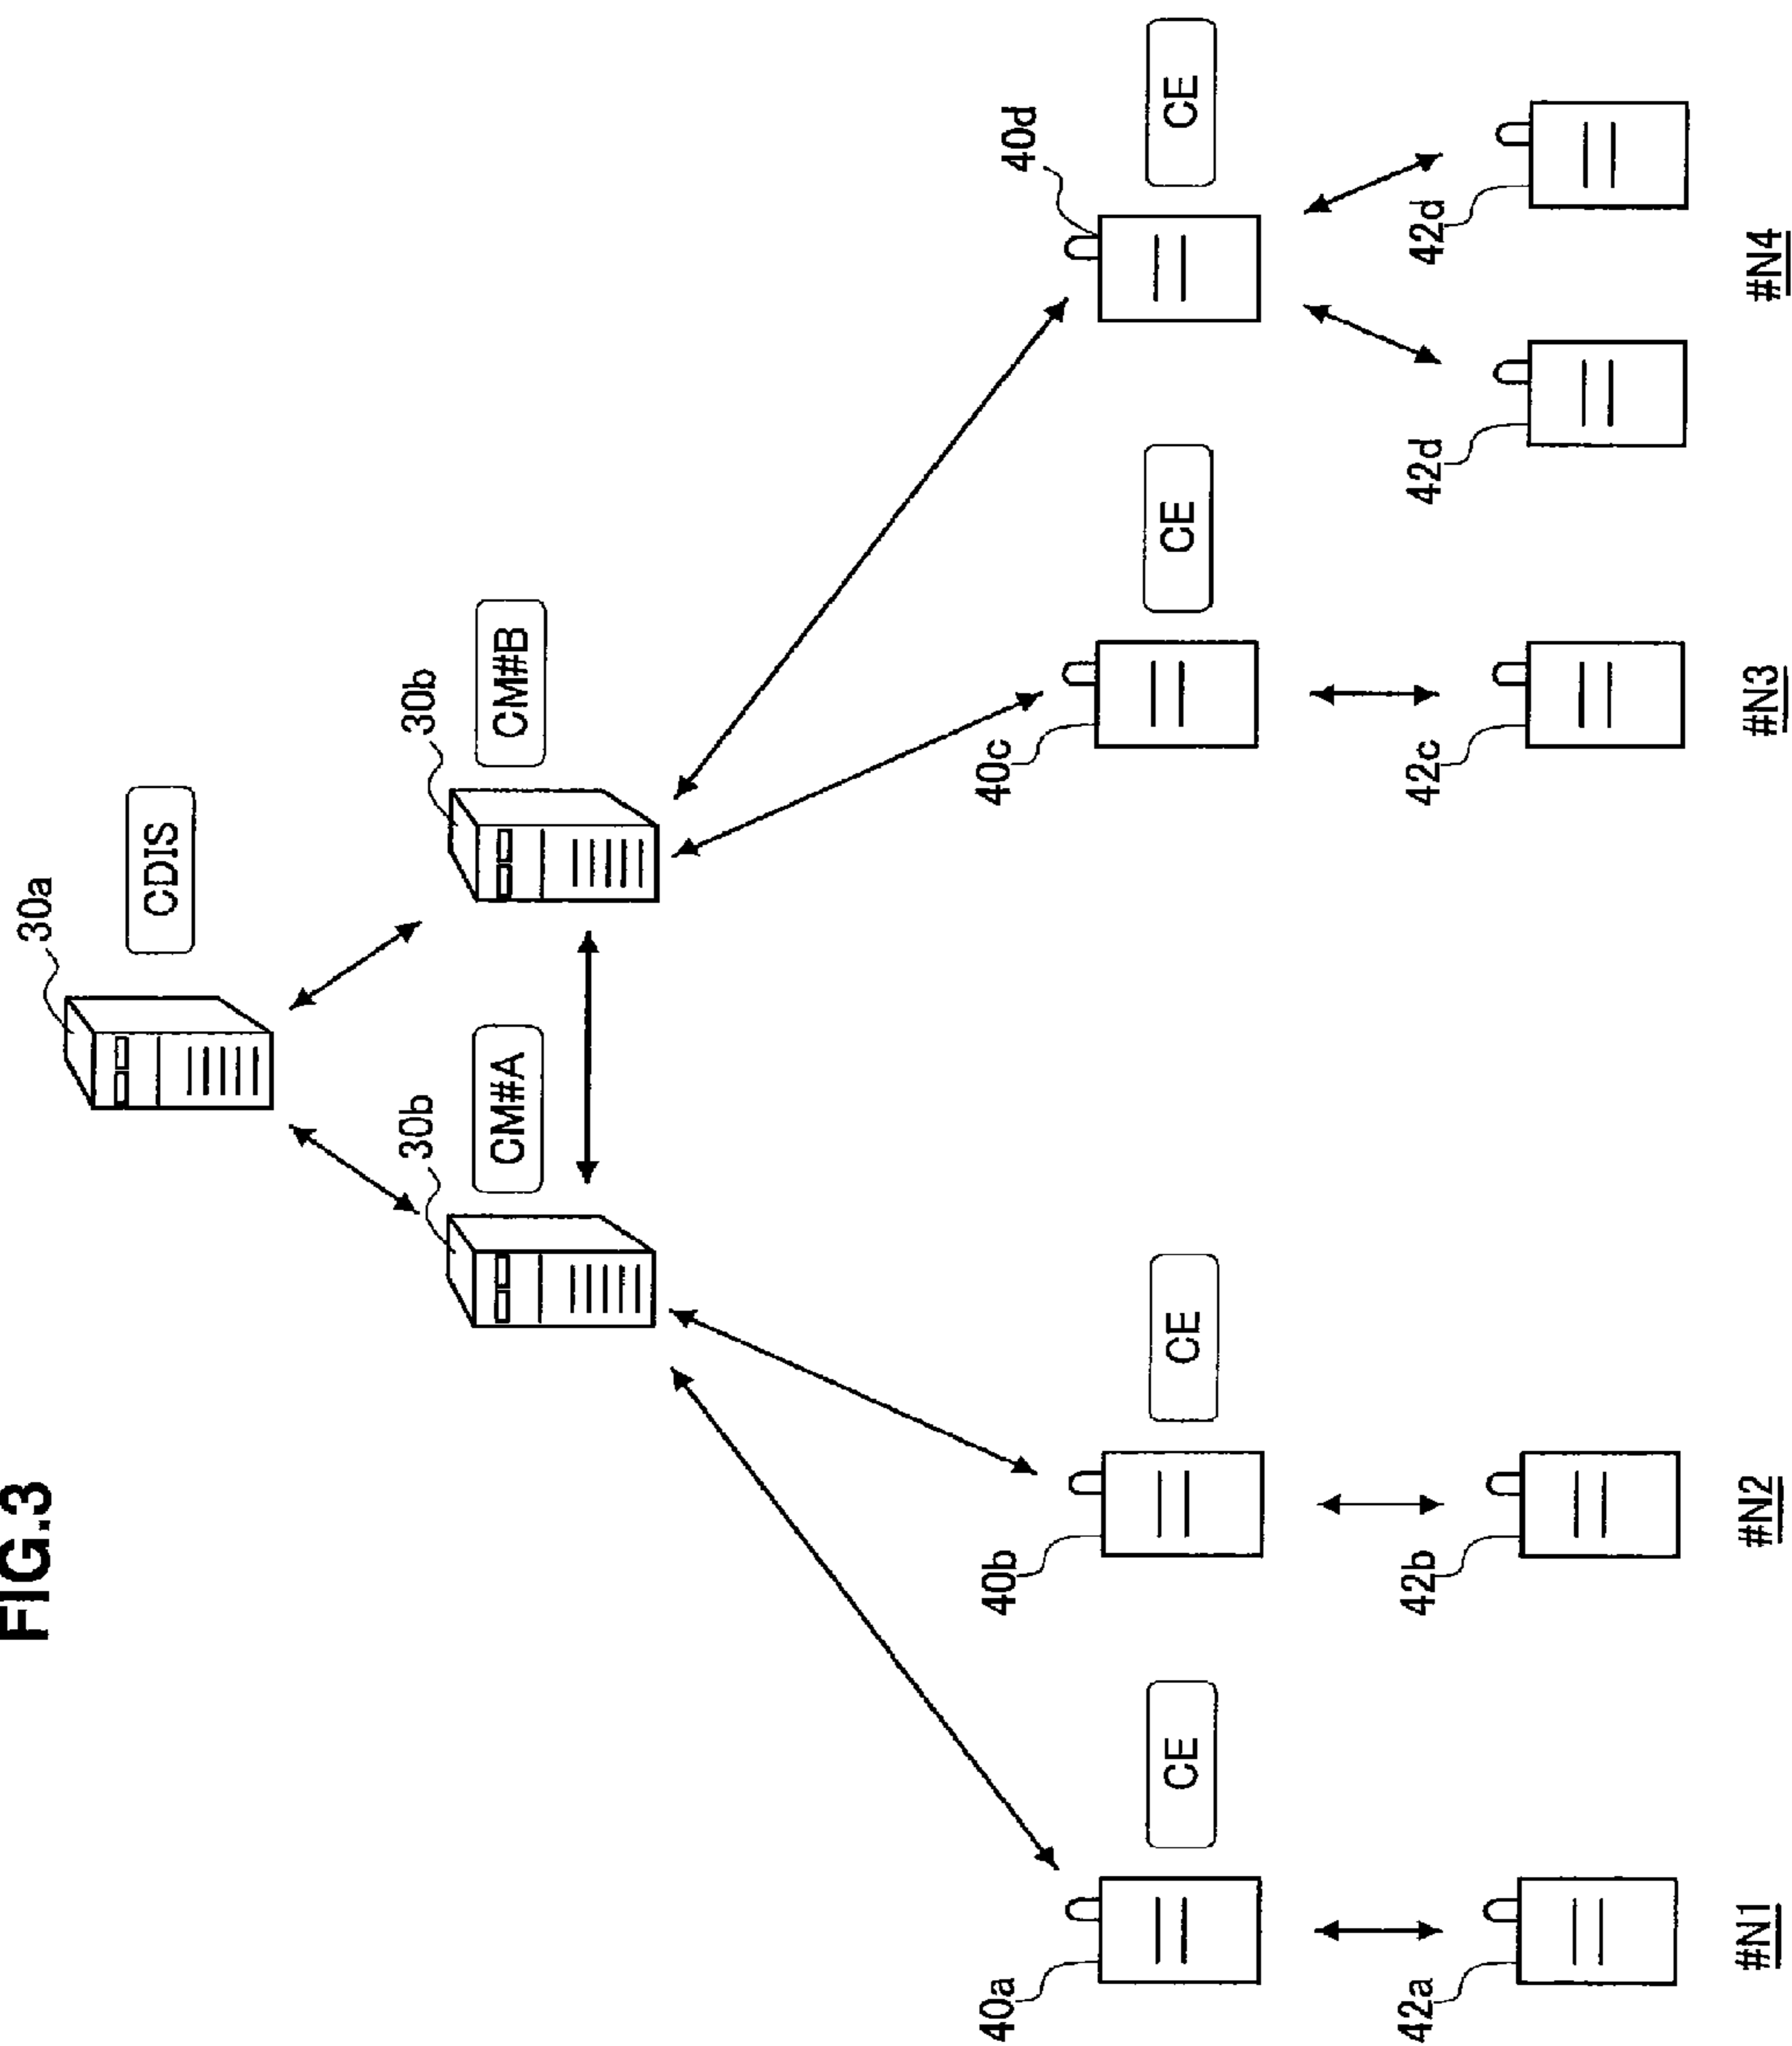 FIG.3
30a
CDIS
30b
CM#A
30b
CM#B
40a
CE
40b
CE
40c
CE
40d
CE
42a
42b
42c
42d
42d
#N1
#N2
#N3
#N4